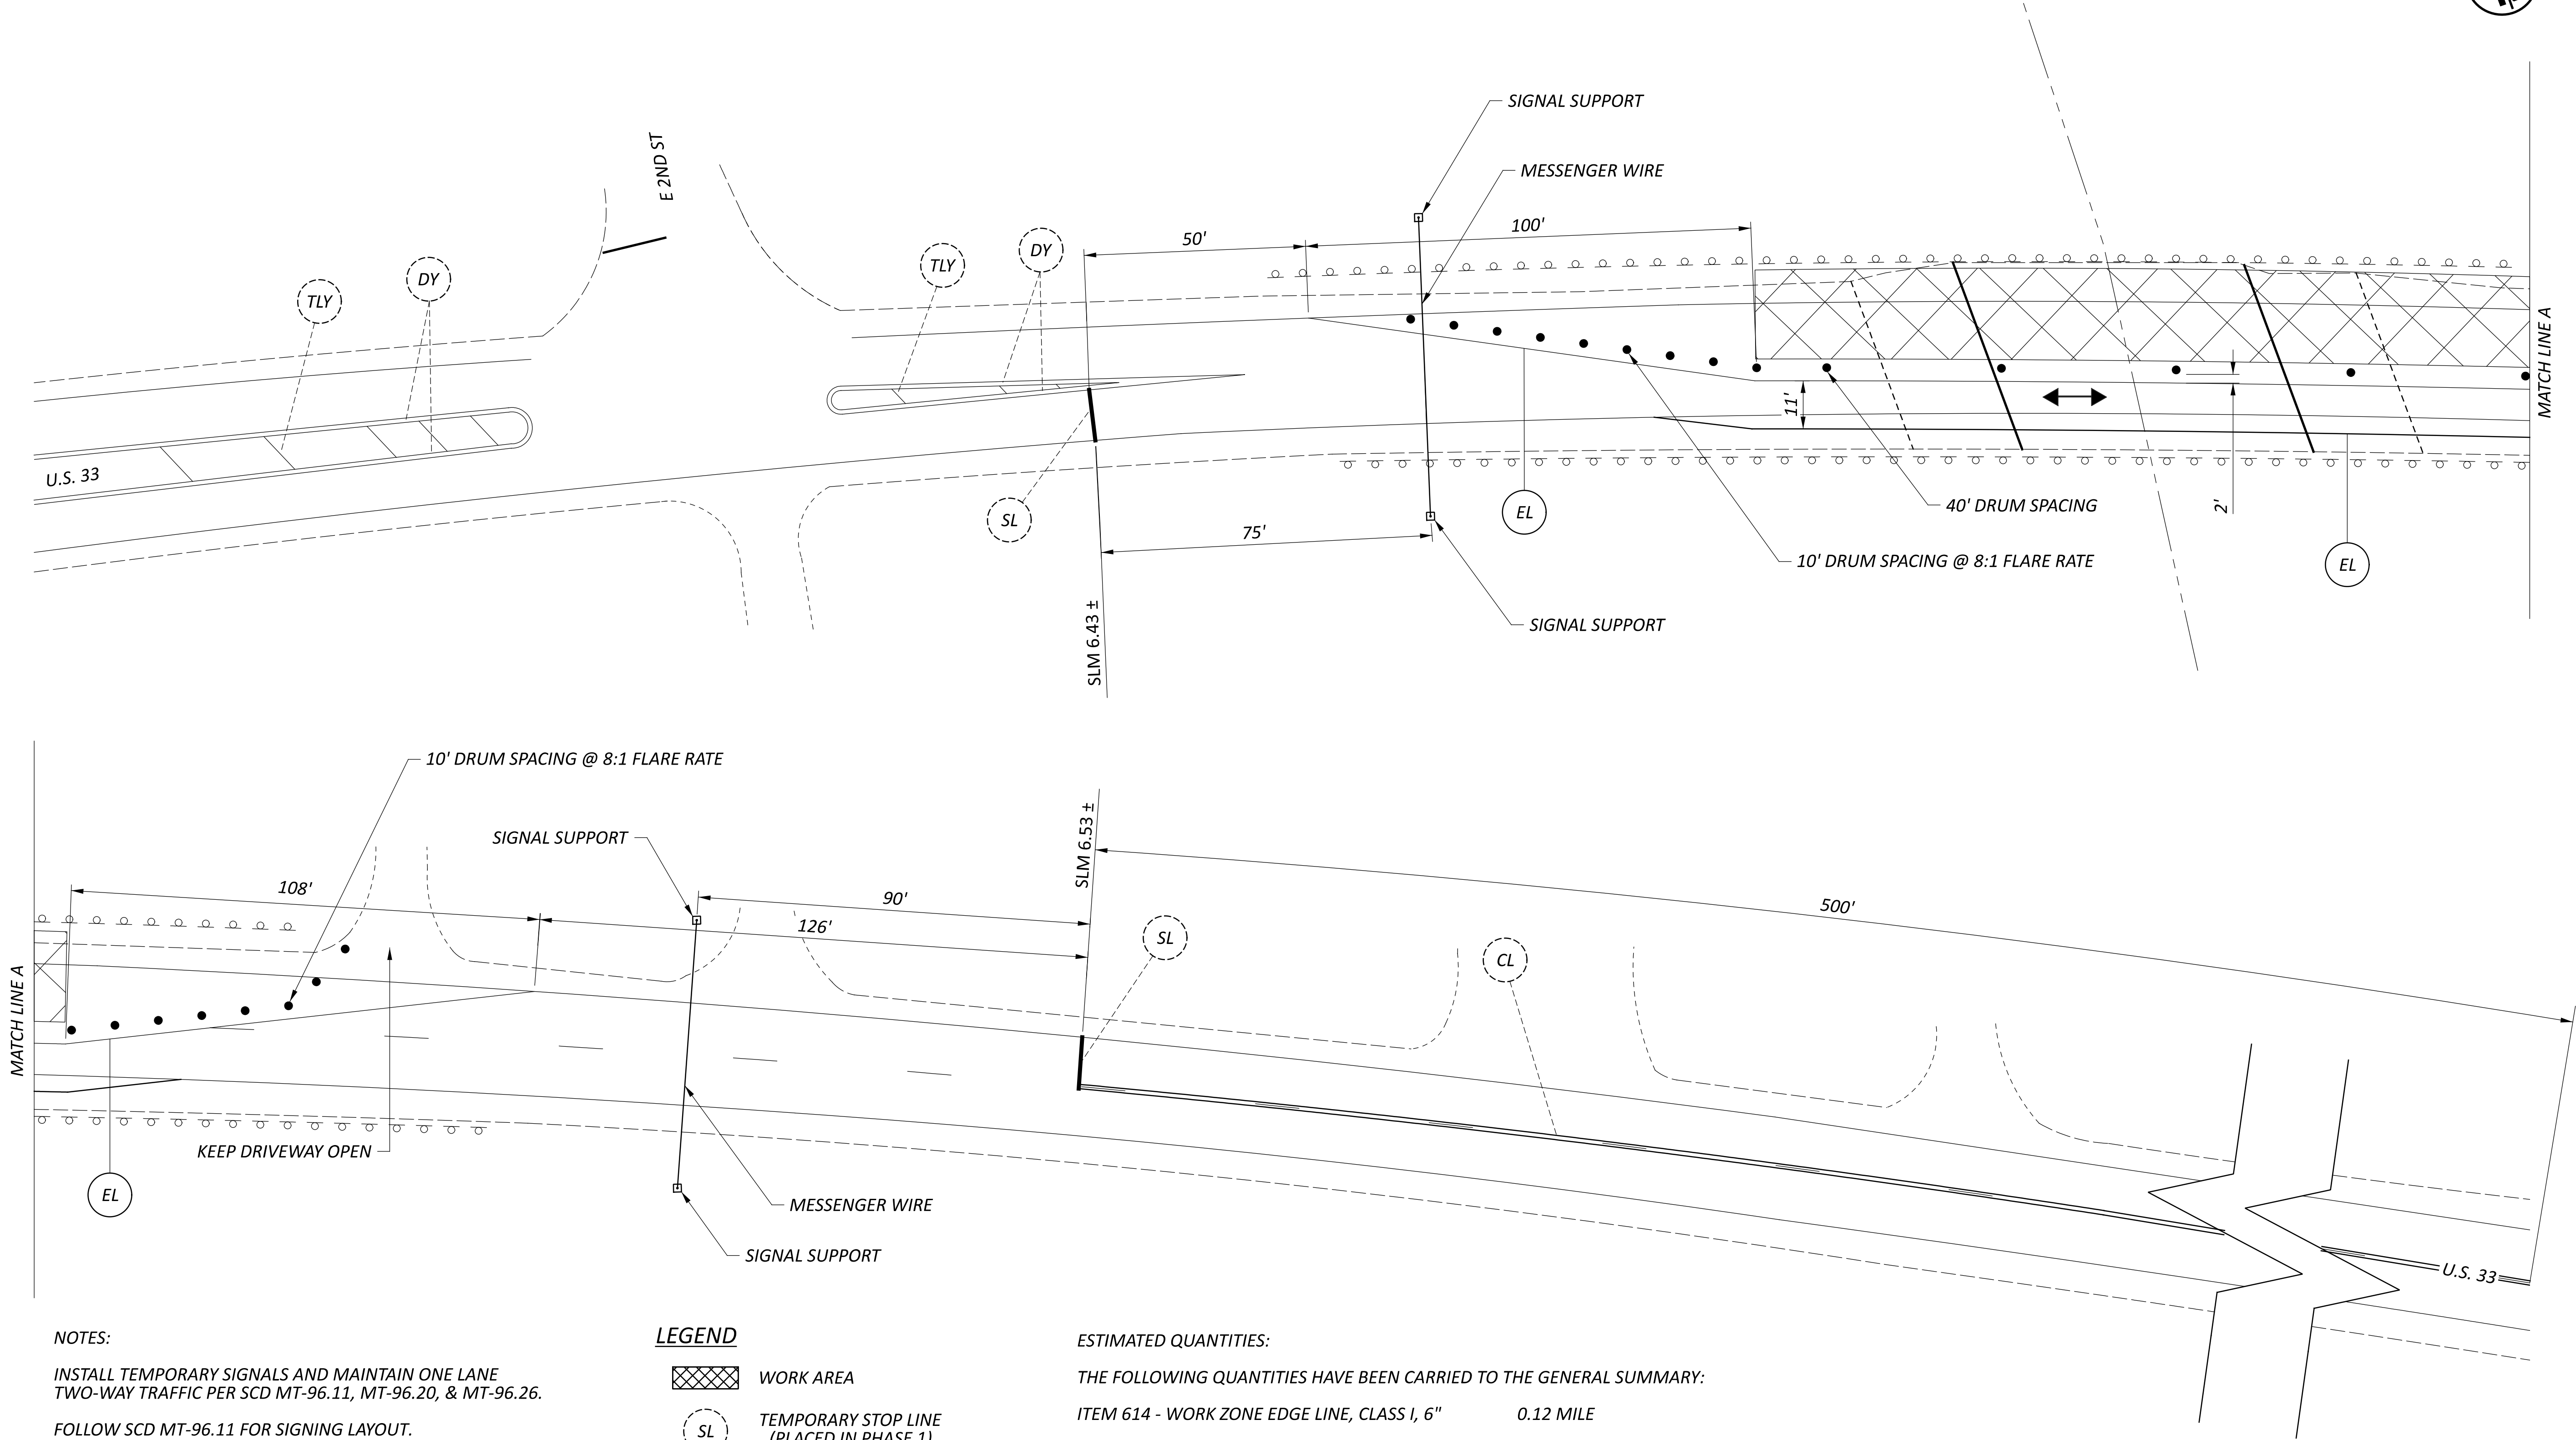 SIGNAL SUPPORT
E 2ND ST
MESSENGER WIRE
50'
100'
TLY
DY
TLY
DY
MATCH LINE A
U.S. 33
11'
SL
EL
40' DRUM SPACING
2'
75'
10' DRUM SPACING @ 8:1 FLARE RATE
EL
SLM 6.43 ±
SIGNAL SUPPORT
10' DRUM SPACING @ 8:1 FLARE RATE
SIGNAL SUPPORT
SLM 6.53 ±
108'
90'
126'
500'
SL
CL
MATCH LINE A
KEEP DRIVEWAY OPEN
EL
MESSENGER WIRE
SIGNAL SUPPORT
U.S. 33
NOTES:
INSTALL TEMPORARY SIGNALS AND MAINTAIN ONE LANE
TWO-WAY TRAFFIC PER SCD MT-96.11, MT-96.20, & MT-96.26.
FOLLOW SCD MT-96.11 FOR SIGNING LAYOUT.
LEGEND
WORK AREA
SL
TEMPORARY STOP LINE
(PLACED IN PHASE 1)
ESTIMATED QUANTITIES:
THE FOLLOWING QUANTITIES HAVE BEEN CARRIED TO THE GENERAL SUMMARY:
ITEM 614 - WORK ZONE EDGE LINE, CLASS I, 6" 0.12 MILE